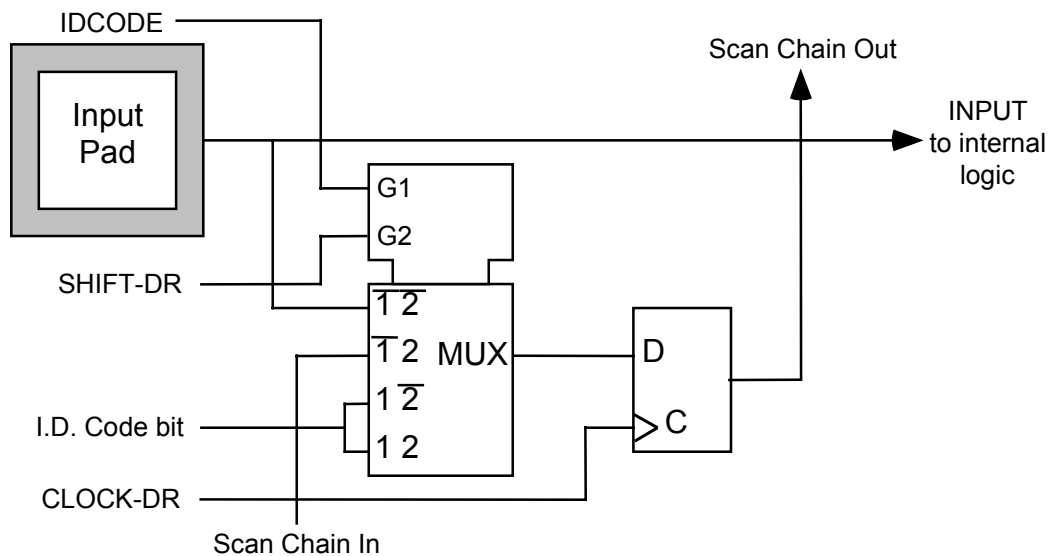 IDCODE
Input
Pad
Scan Chain Out
INPUT
to internal
logic
G1
G2
SHIFT-DR
1̅ 2̅
1̅ 2
MUX
1 2̅
1 2
D
C
I.D. Code bit
CLOCK-DR
Scan Chain In